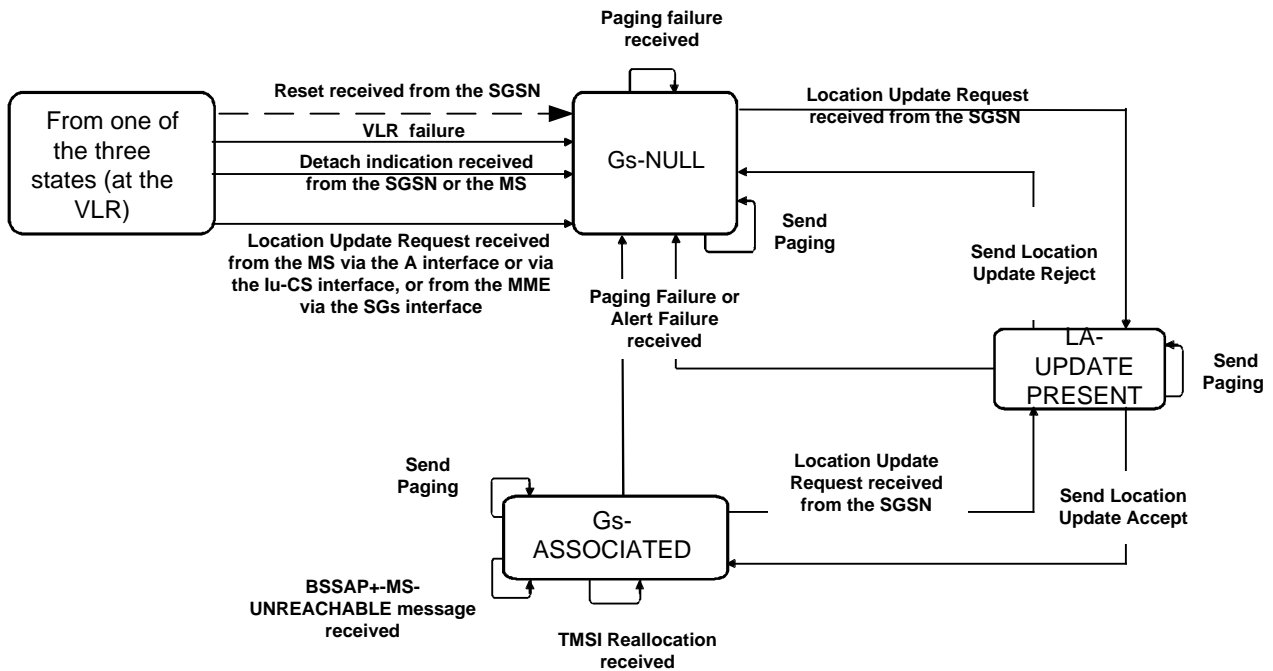 Paging failure
received
Reset received from the SGSN
VLR failure
Detach indication received
from the SGSN or the MS
Location Update Request received
from the MS via the A interface or via
the Iu-CS interface, or from the MME
via the SGs interface
From one of
the three
states (at the
VLR)
Gs-NULL
Location Update Request
received from the SGSN
Send
Paging
Send Location
Update Reject
Paging Failure or
Alert Failure
received
LA-
UPDATE
PRESENT
Send
Paging
Send
Paging
Location Update
Request received
from the SGSN
Send Location
Update Accept
Gs-
ASSOCIATED
BSSAP+-MS-
UNREACHABLE message
received
TMSI Reallocation
received